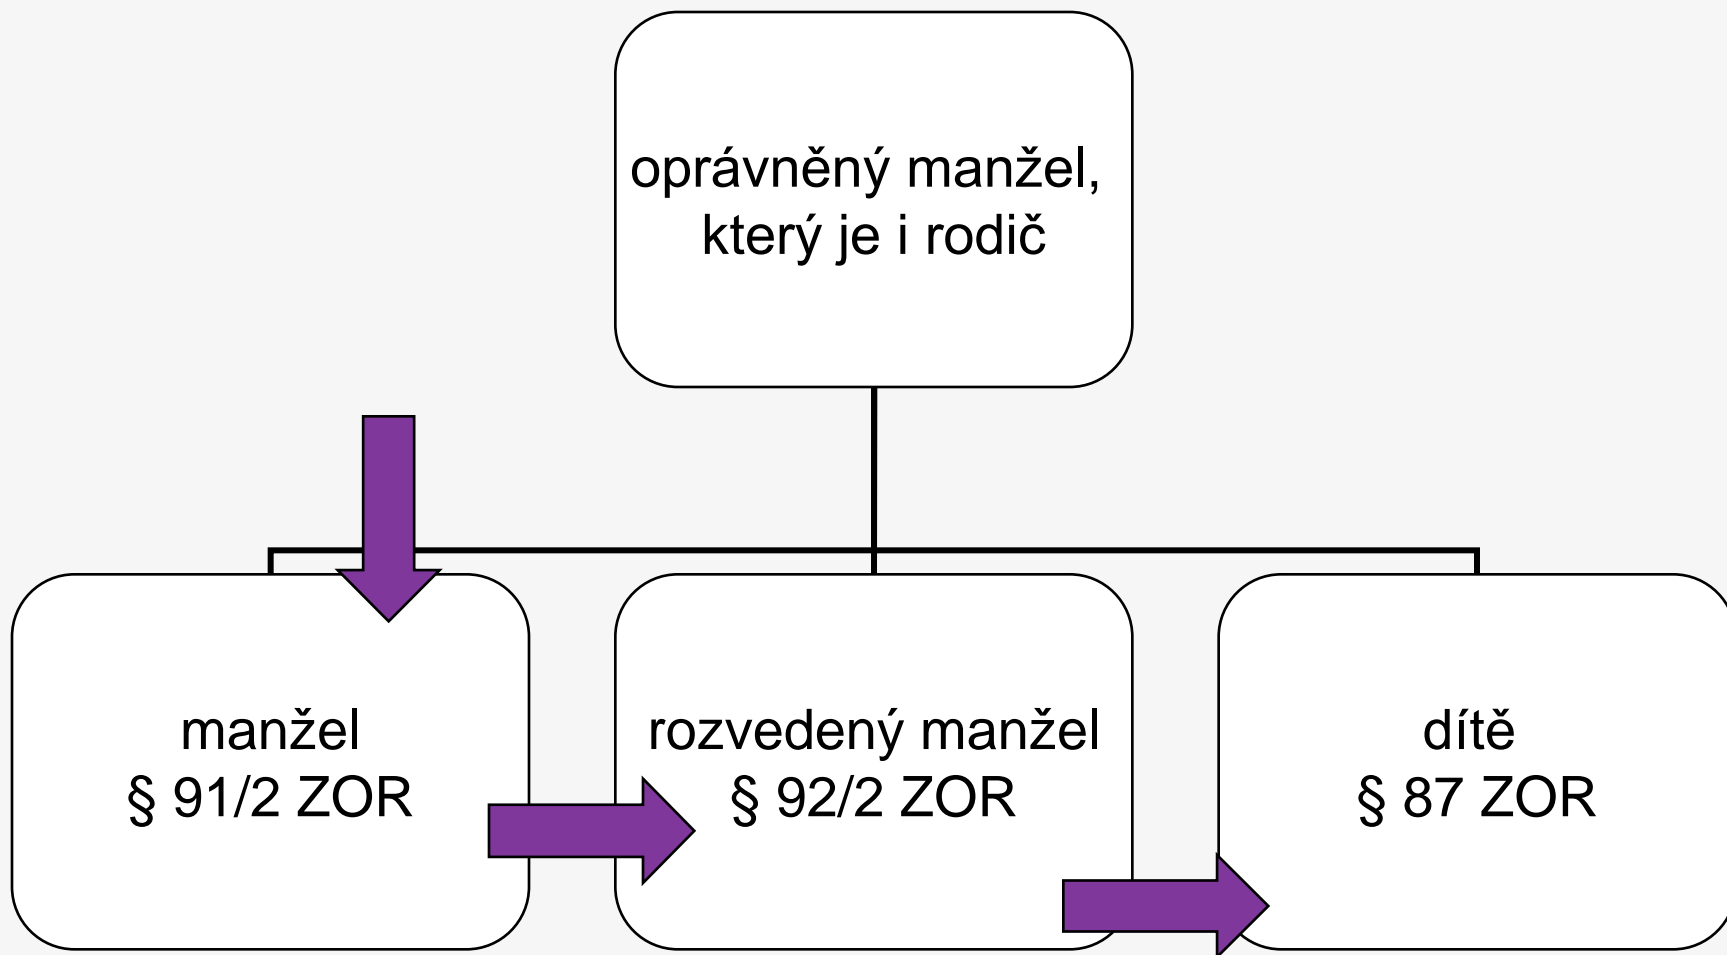 oprávněný manžel,
který je i rodič
manžel
§ 91/2 ZOR
rozvedený manžel
§ 92/2 ZOR
dítě
§ 87 ZOR